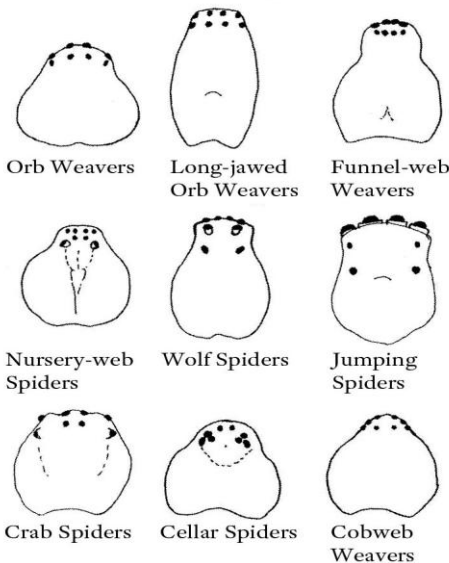 Orb Weavers
Long-jawed
Orb Weavers
Funnel-web
Weavers
Nursery-web
Spiders
Wolf Spiders
Jumping
Spiders
Crab Spiders
Cellar Spiders
Cobweb
Weavers